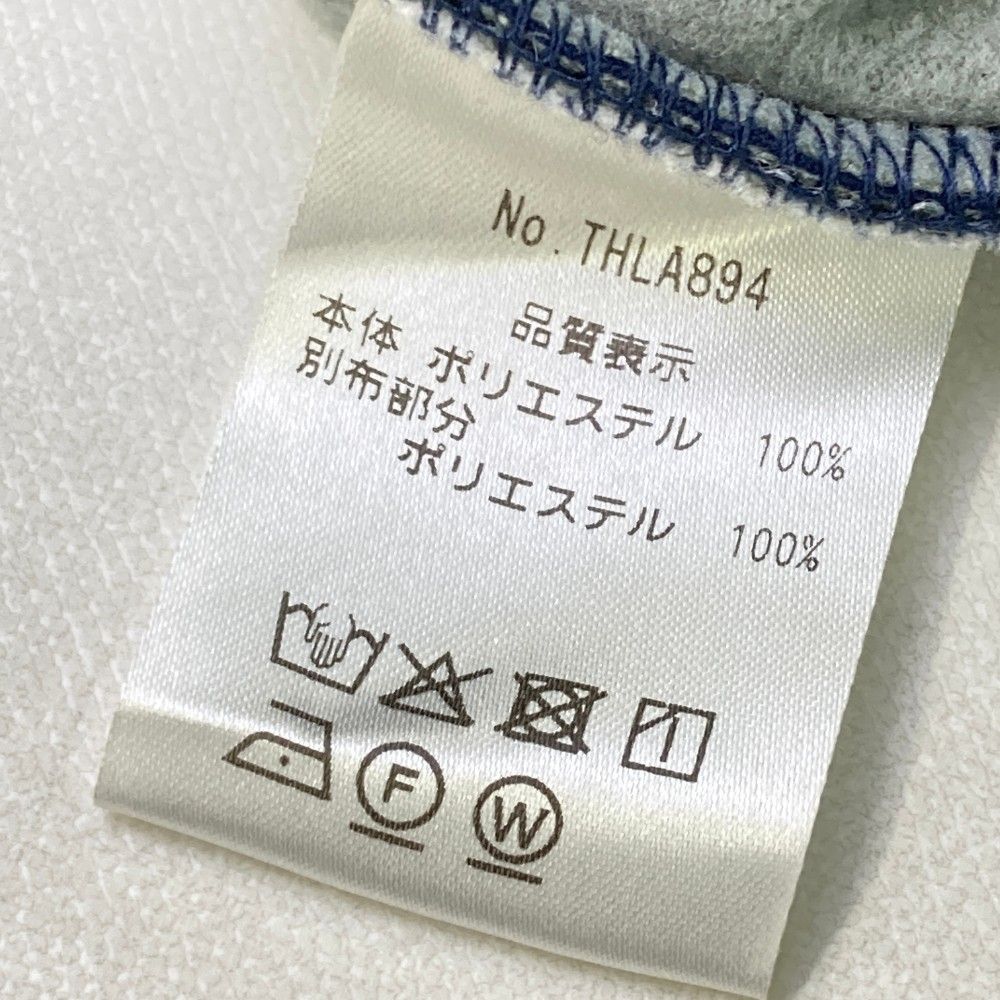 No.THLA894
品質表示
本体 ポリエステル 100%
別布部分
ポリエステル 100%
F
W